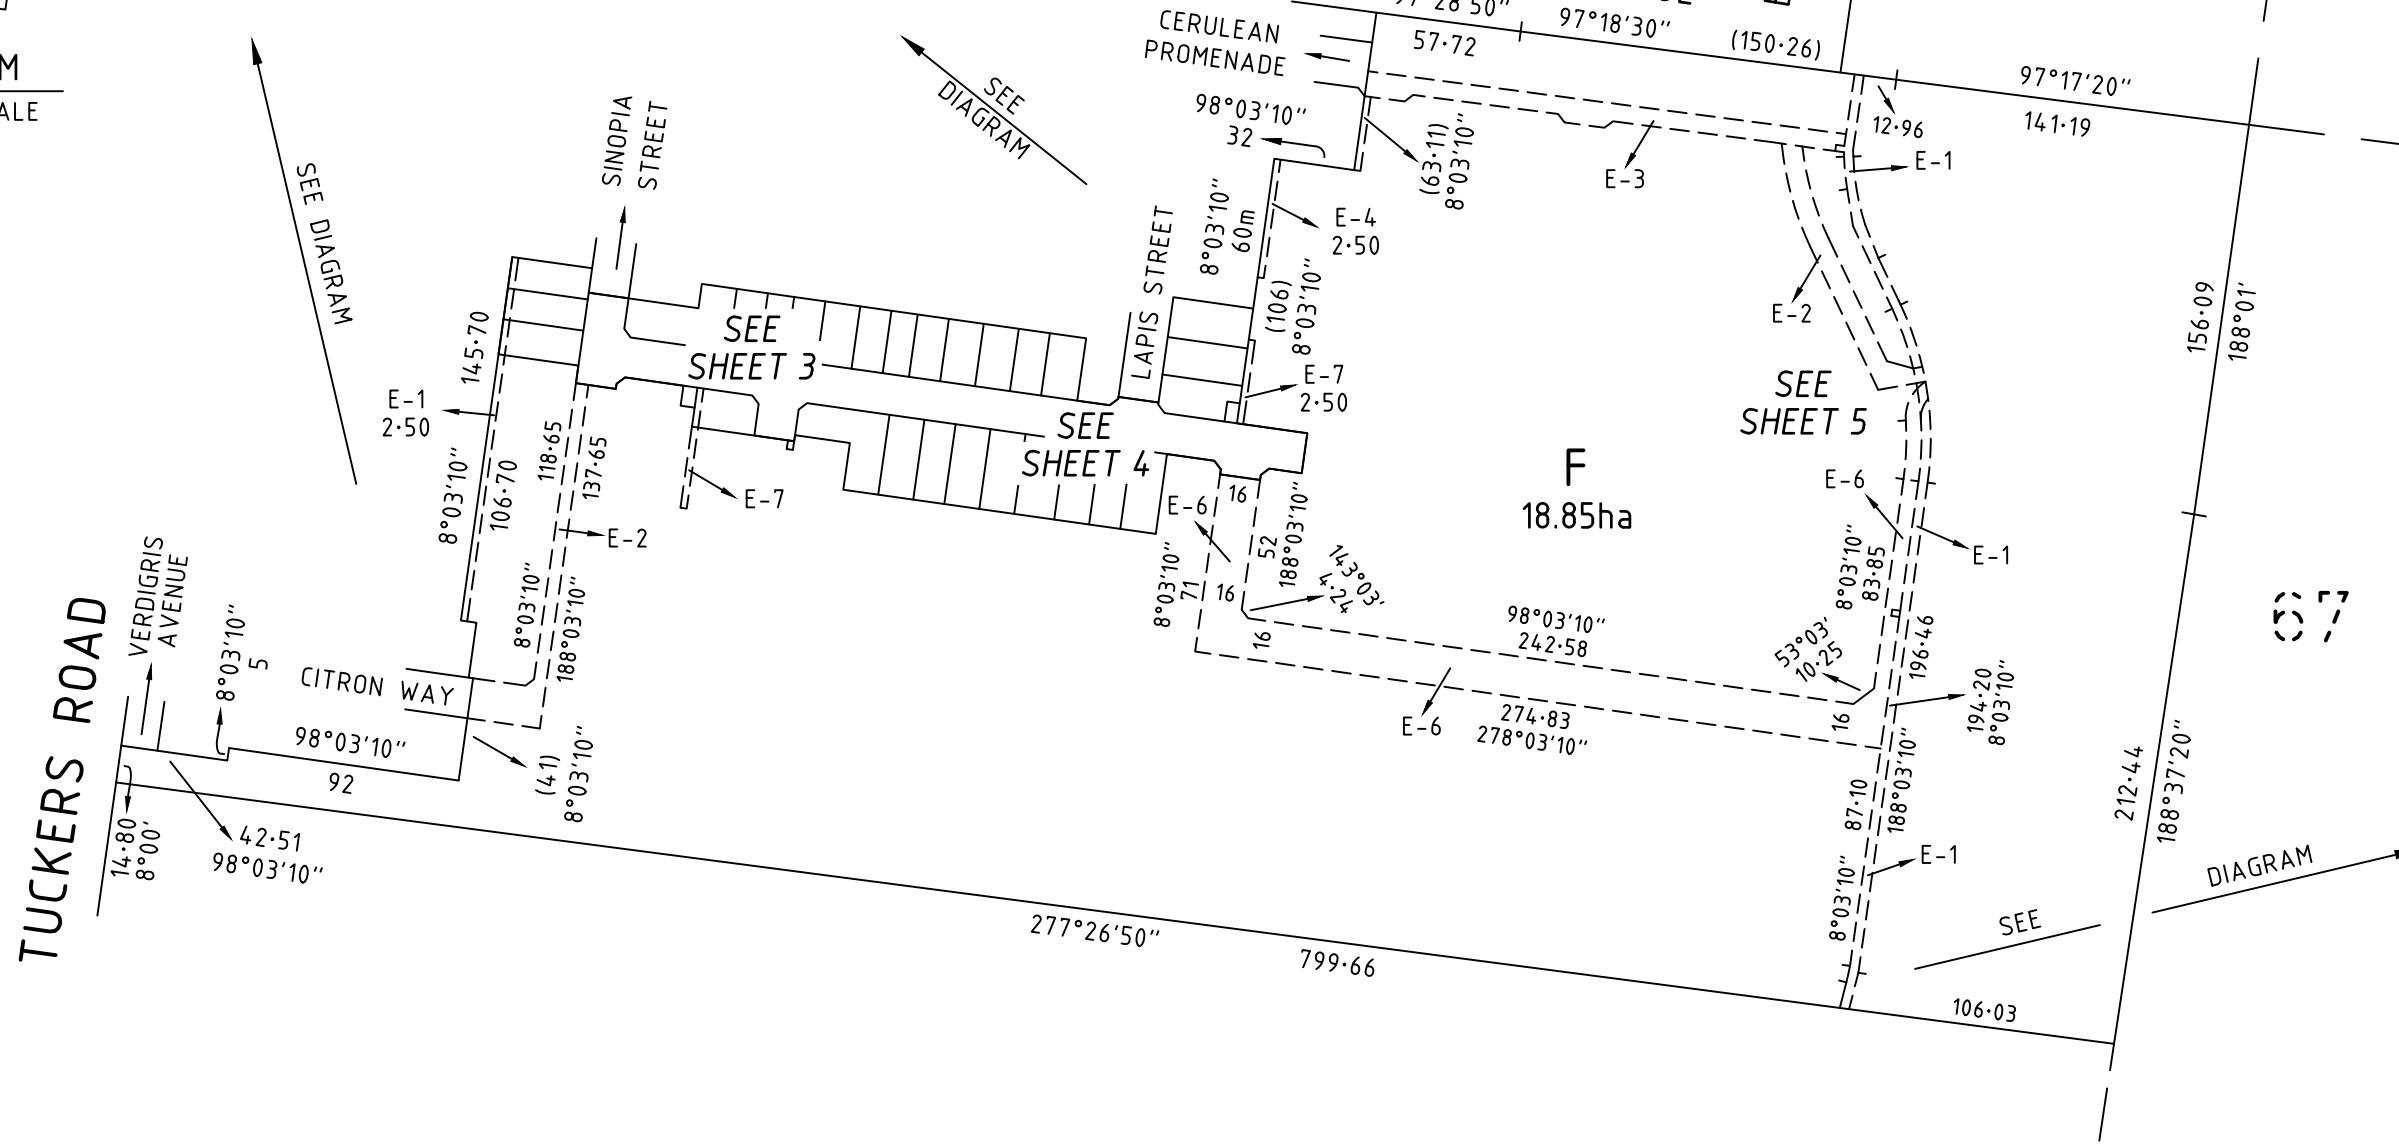 M
ALE
SEE DIAGRAM
SINOPIA
STREET
SEE
DIAGRAM
CERULEAN
PROMENADE
97°18'30"
57·72
(150·26)
97°17'20"
141·19
12·96
98°03'10"
32
(63·11)
8°03'10"
E-3
E-1
E-2
8°03'10"
60m
E-4
2·50
(106)
8°03'10"
E-7
2·50
LAPIS STREET
SEE
SHEET 3
SEE
SHEET 4
SEE
SHEET 5
F
18.85ha
156·09
188°01'
67
145·70
E-1
2·50
8°03'10"
106·70
118·65
137·65
E-2
E-7
8°03'10"
188°03'10"
VERDIGRIS
AVENUE
TUCKERS ROAD
8°03'10"
5
CITRON WAY
98°03'10"
92
(41)
8°03'10"
14·80
8°00'
42·51
98°03'10"
E-6
16
52
188°03'10"
8°03'10"
71
16
143°03'
4·24
16
98°03'10"
242·58
274·83
278°03'10"
E-6
E-6
8°03'10"
83·85
E-1
53°03'
10·25
196·46
16
194·20
8°03'10"
87·10
188°03'10"
8°03'10"
E-1
212·44
188°37'20"
SEE
DIAGRAM
106·03
277°26'50"
799·66